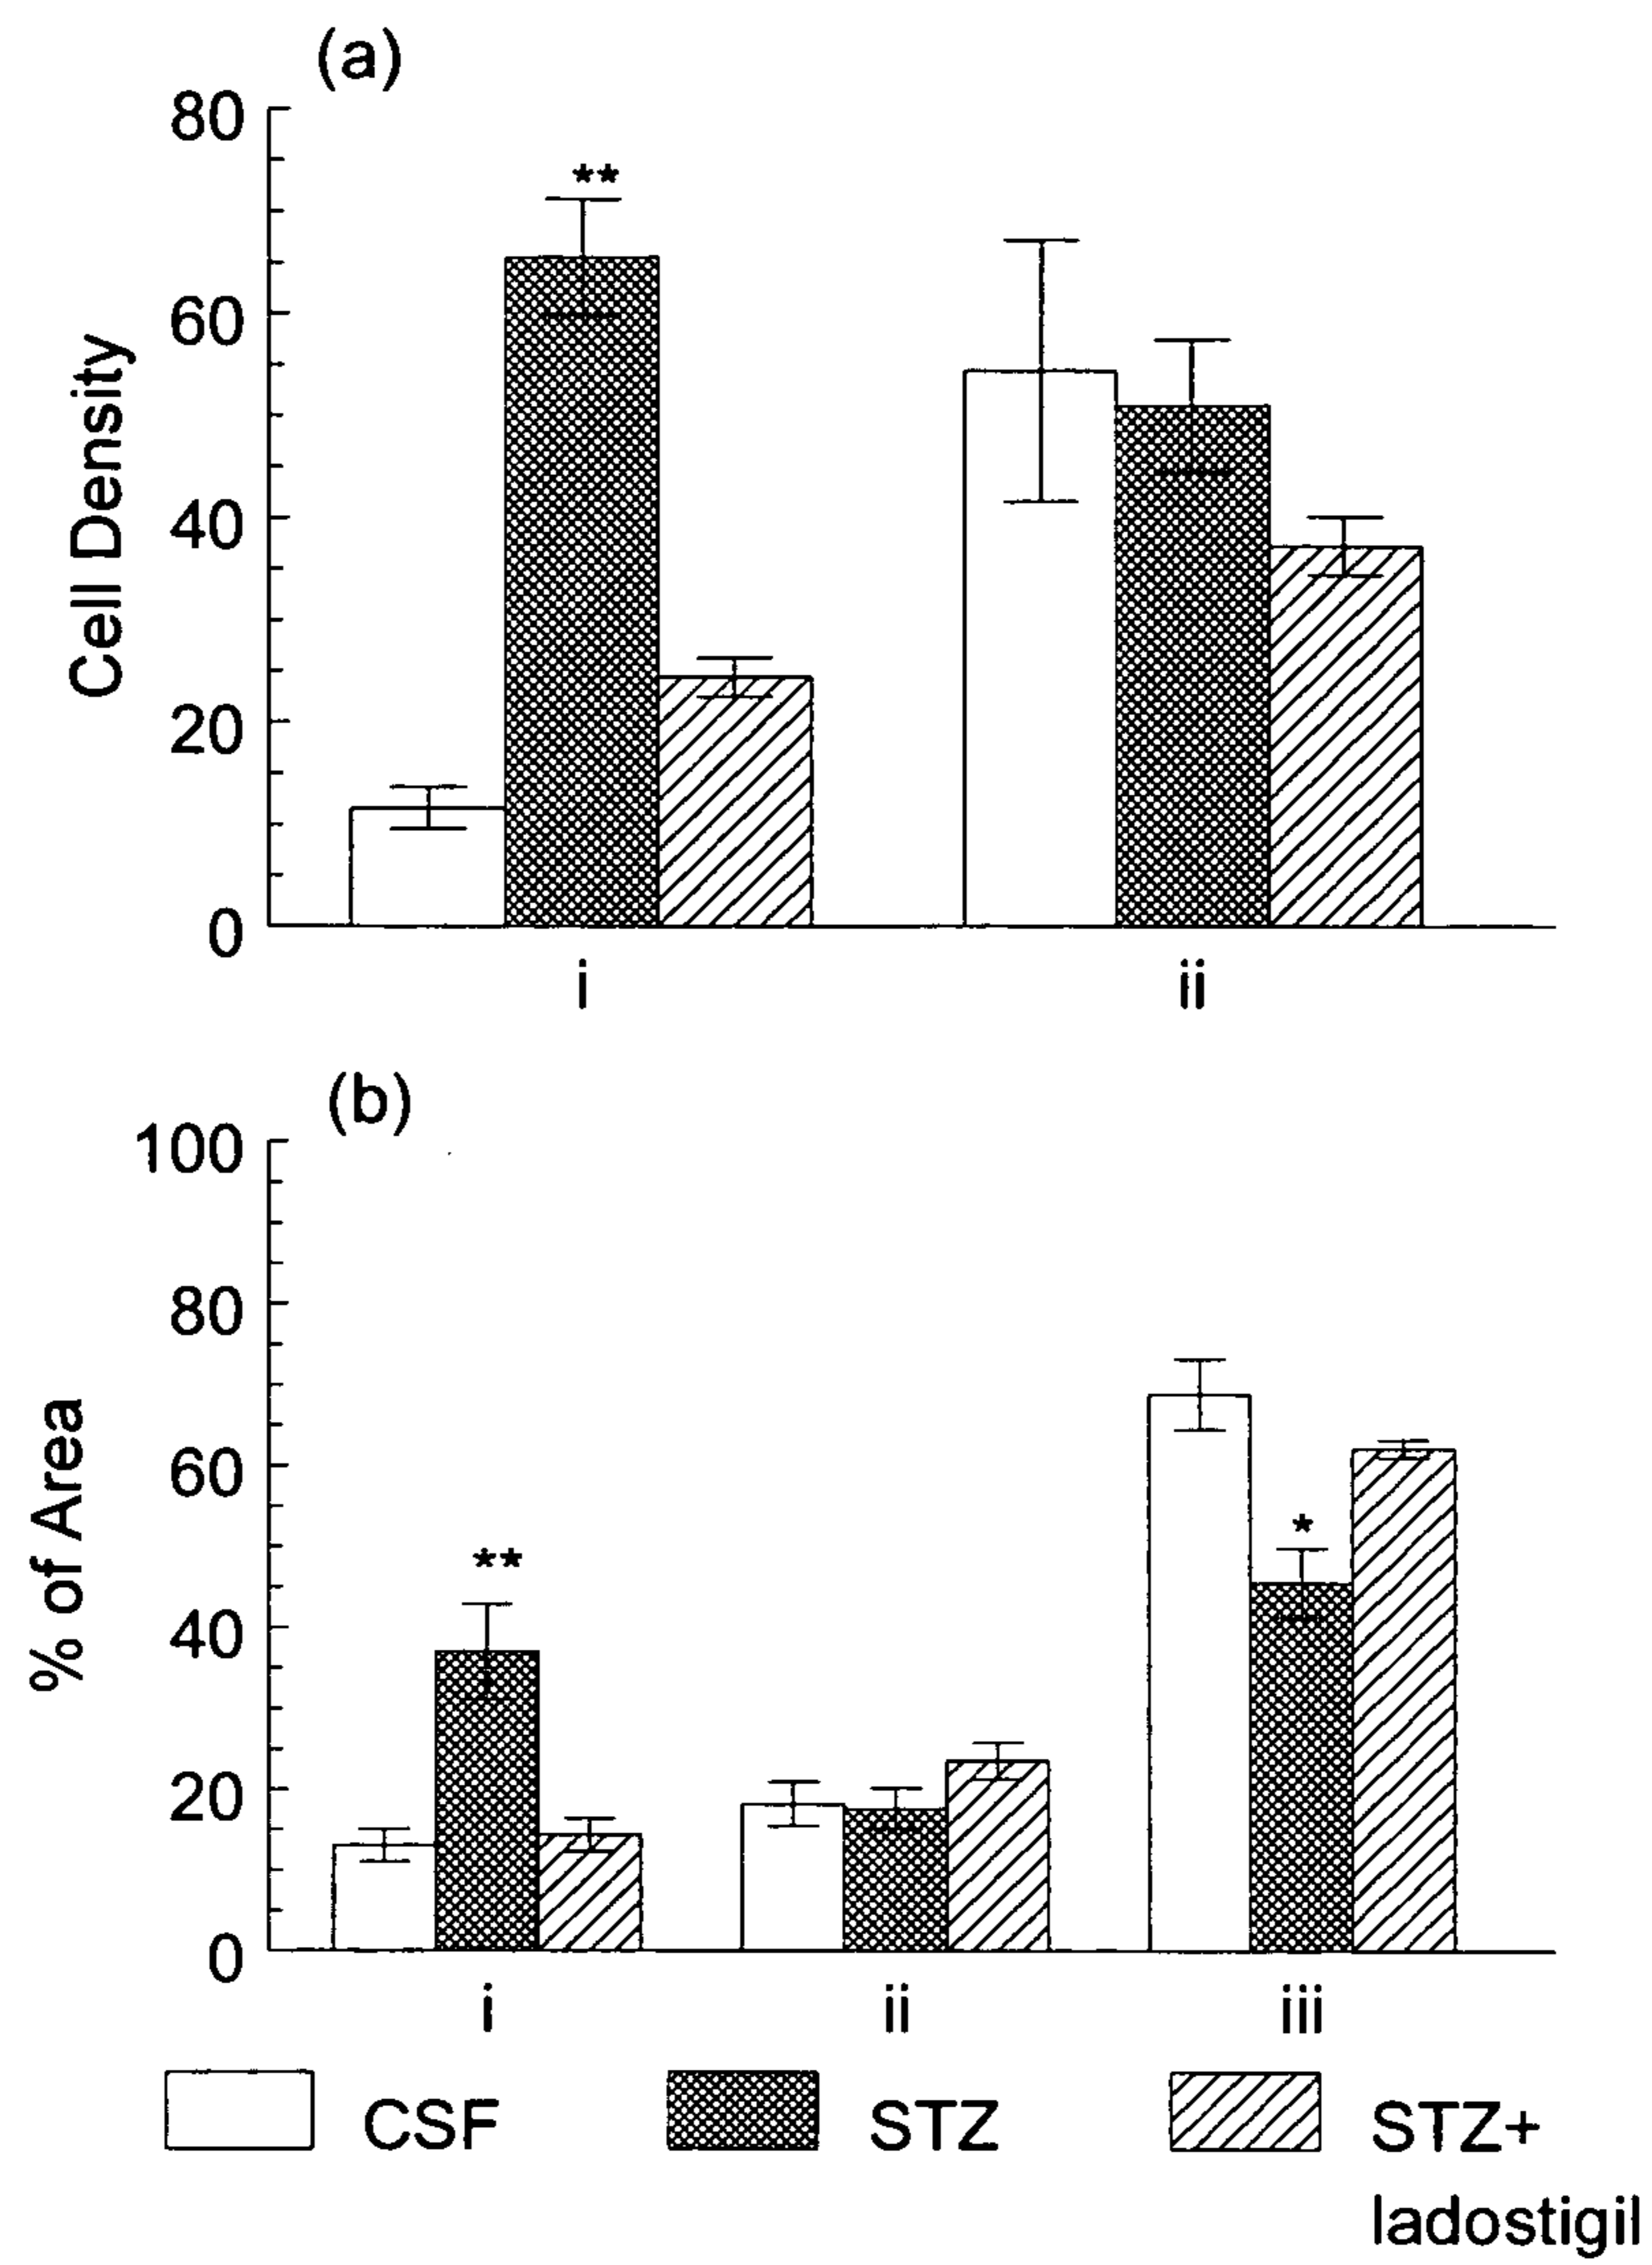 (a)
80
60
40
20
0
Cell Density
**
i
ii
(b)
100
80
60
40
20
0
% of Area
**
*
i
ii
iii
CSF
STZ
STZ+
ladostigil